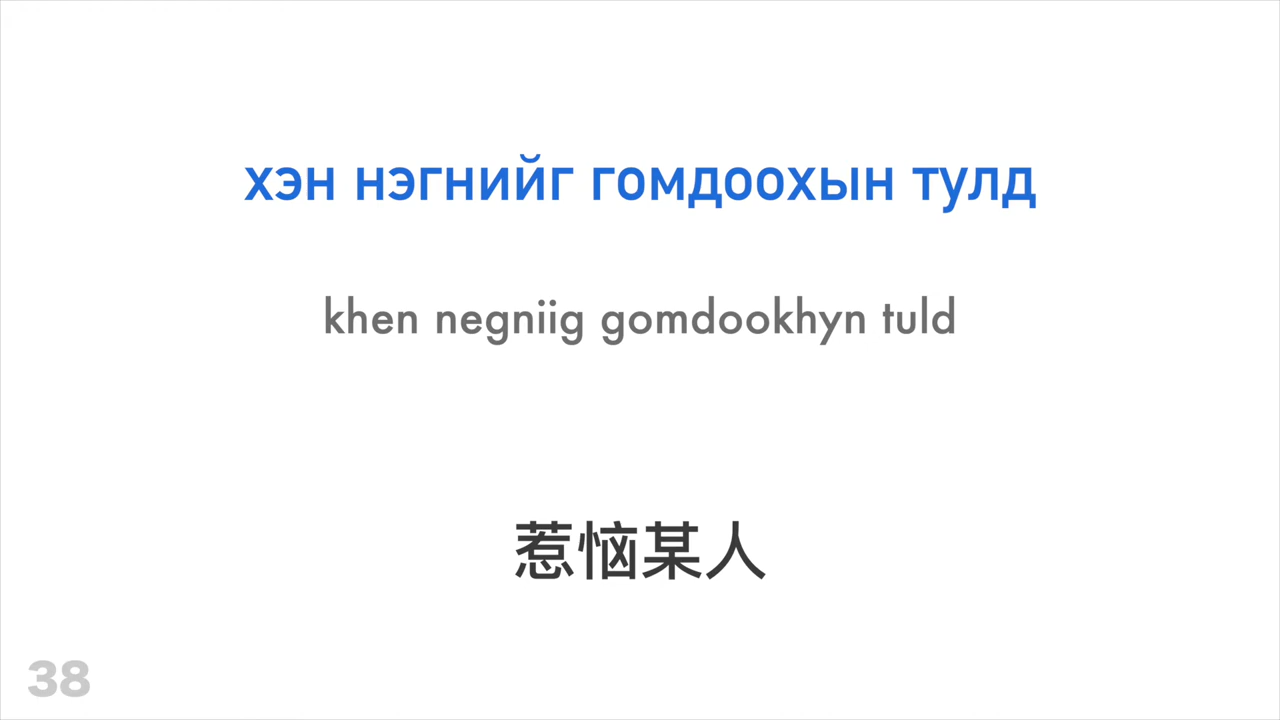 хэн нэгнийг гомдоохын тулд
khen negniig gomdookhyn tuld
惹恼某人
38